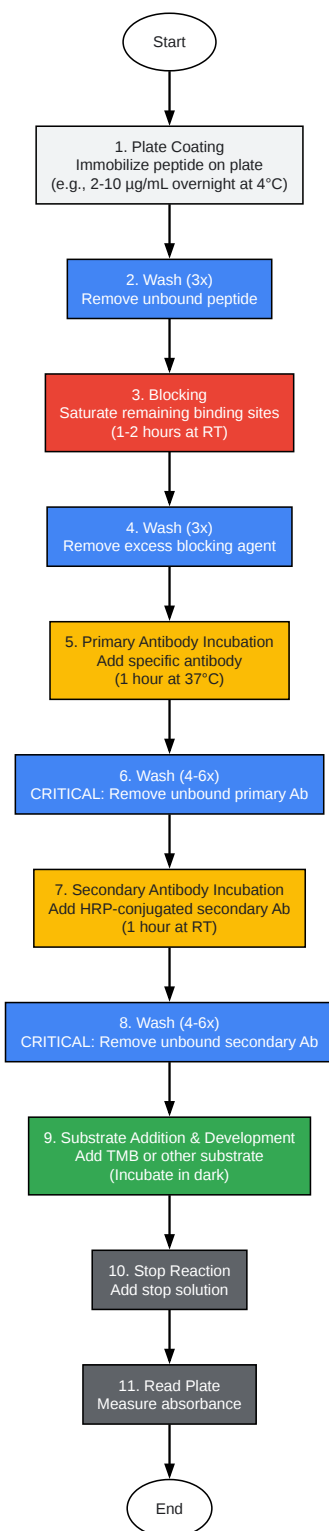 Start
1. Plate Coating
Immobilize peptide on plate
(e.g., 2-10 µg/mL overnight at 4°C)
2. Wash (3x)
Remove unbound peptide
3. Blocking
Saturate remaining binding sites
(1-2 hours at RT)
4. Wash (3x)
Remove excess blocking agent
5. Primary Antibody Incubation
Add specific antibody
(1 hour at 37°C)
6. Wash (4-6x)
CRITICAL: Remove unbound primary Ab
7. Secondary Antibody Incubation
Add HRP-conjugated secondary Ab
(1 hour at RT)
8. Wash (4-6x)
CRITICAL: Remove unbound secondary Ab
9. Substrate Addition & Development
Add TMB or other substrate
(Incubate in dark)
10. Stop Reaction
Add stop solution
11. Read Plate
Measure absorbance
End